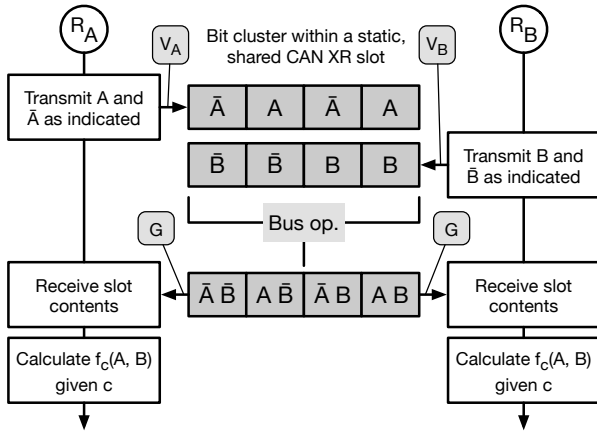 R_A
V_A
Bit cluster within a static,
shared CAN XR slot
V_B
R_B
Transmit A and
Ā as indicated
Ā A Ā A
B̄ B̄ B B
Transmit B and
B̄ as indicated
Bus op.
G
G
Receive slot
contents
Ā B̄ A B̄ Ā B A B
Receive slot
contents
Calculate f_c(A, B)
given c
Calculate f_c(A, B)
given c